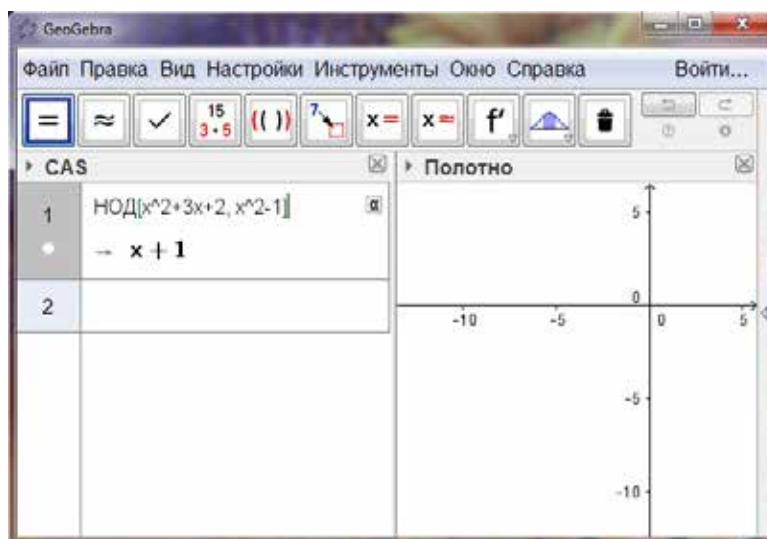 GeoGebra
Файл Правка Вид Настройки Инструменты Окно Справка Войти...
= ≈ ✓ 15 3·5 (( )) 7 x= x≈ f'
CAS
Полотно
1 НОД[x^2+3x+2, x^2-1] α
→ x + 1
2
5
0
-10 -5 0 5
-5
-10